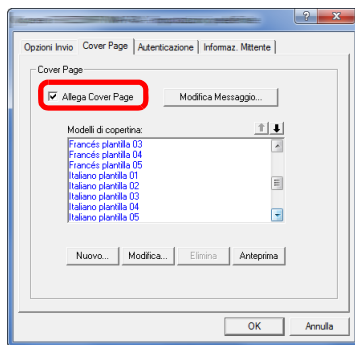 Opzioni Invio Cover Page Autenticazione Informaz. Mittente
Cover Page
Allega Cover Page Modifica Messaggio...
Modelli di copertina:
Francés plantilla 03
Francés plantilla 04
Francés plantilla 05
Italiano plantilla 01
Italiano plantilla 02
Italiano plantilla 03
Italiano plantilla 04
Italiano plantilla 05
Nuovo... Modifica... Elimina Anteprima
OK Annulla